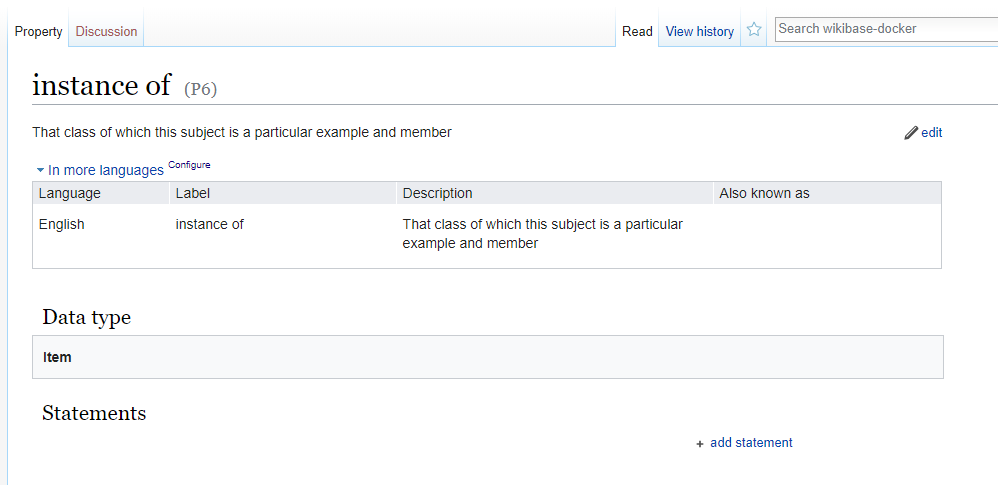 Property Discussion Read View history Search wikibase-docker
instance of (P6)
That class of which this subject is a particular example and member edit
In more languages Configure
Language Label Description Also known as
English instance of That class of which this subject is a particular
example and member
Data type
Item
Statements
+ add statement